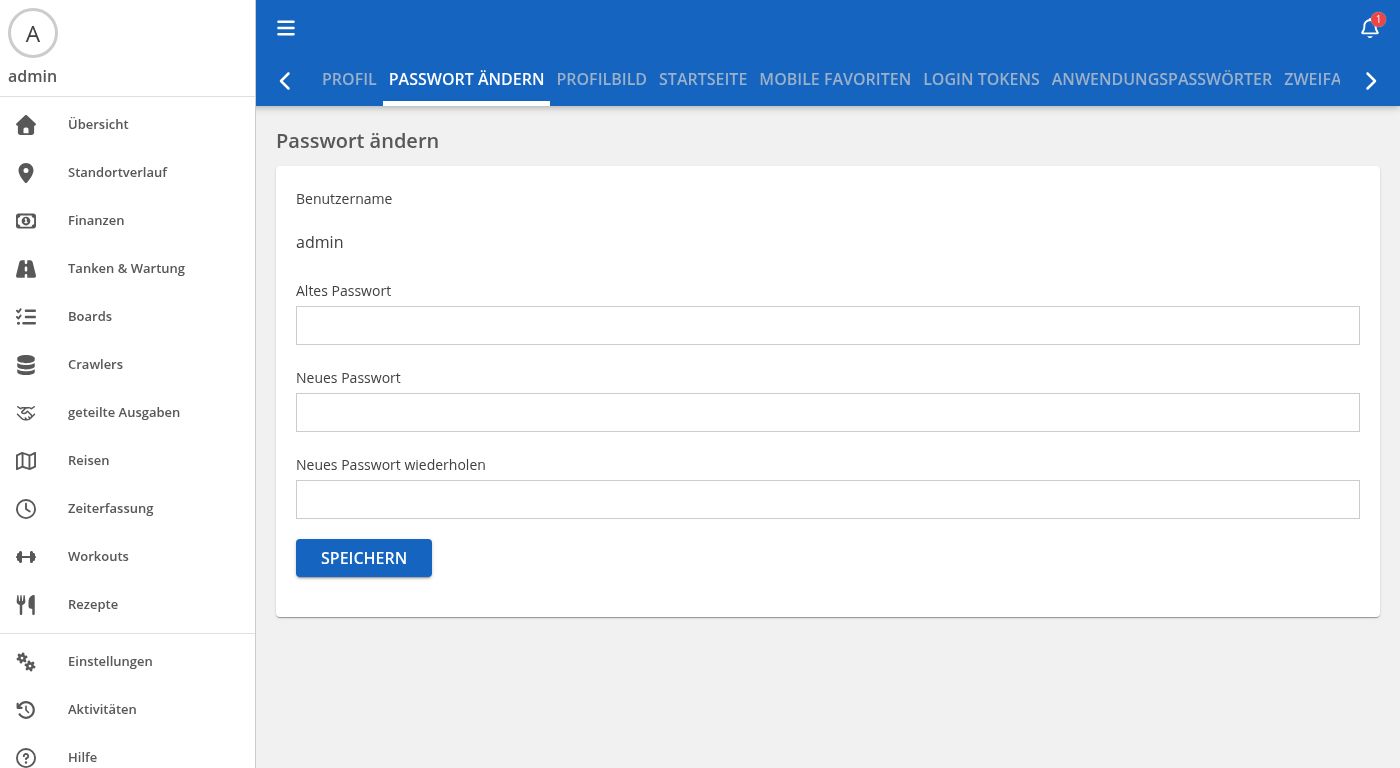 A
admin
Übersicht
Standortverlauf
Finanzen
Tanken & Wartung
Boards
Crawlers
geteilte Ausgaben
Reisen
Zeiterfassung
Workouts
Rezepte
Einstellungen
Aktivitäten
Hilfe
1
PROFIL PASSWORT ÄNDERN PROFILBILD STARTSEITE MOBILE FAVORITEN LOGIN TOKENS ANWENDUNGSPASSWÖRTER ZWEIFA
Passwort ändern
Benutzername
admin
Altes Passwort
Neues Passwort
Neues Passwort wiederholen
SPEICHERN